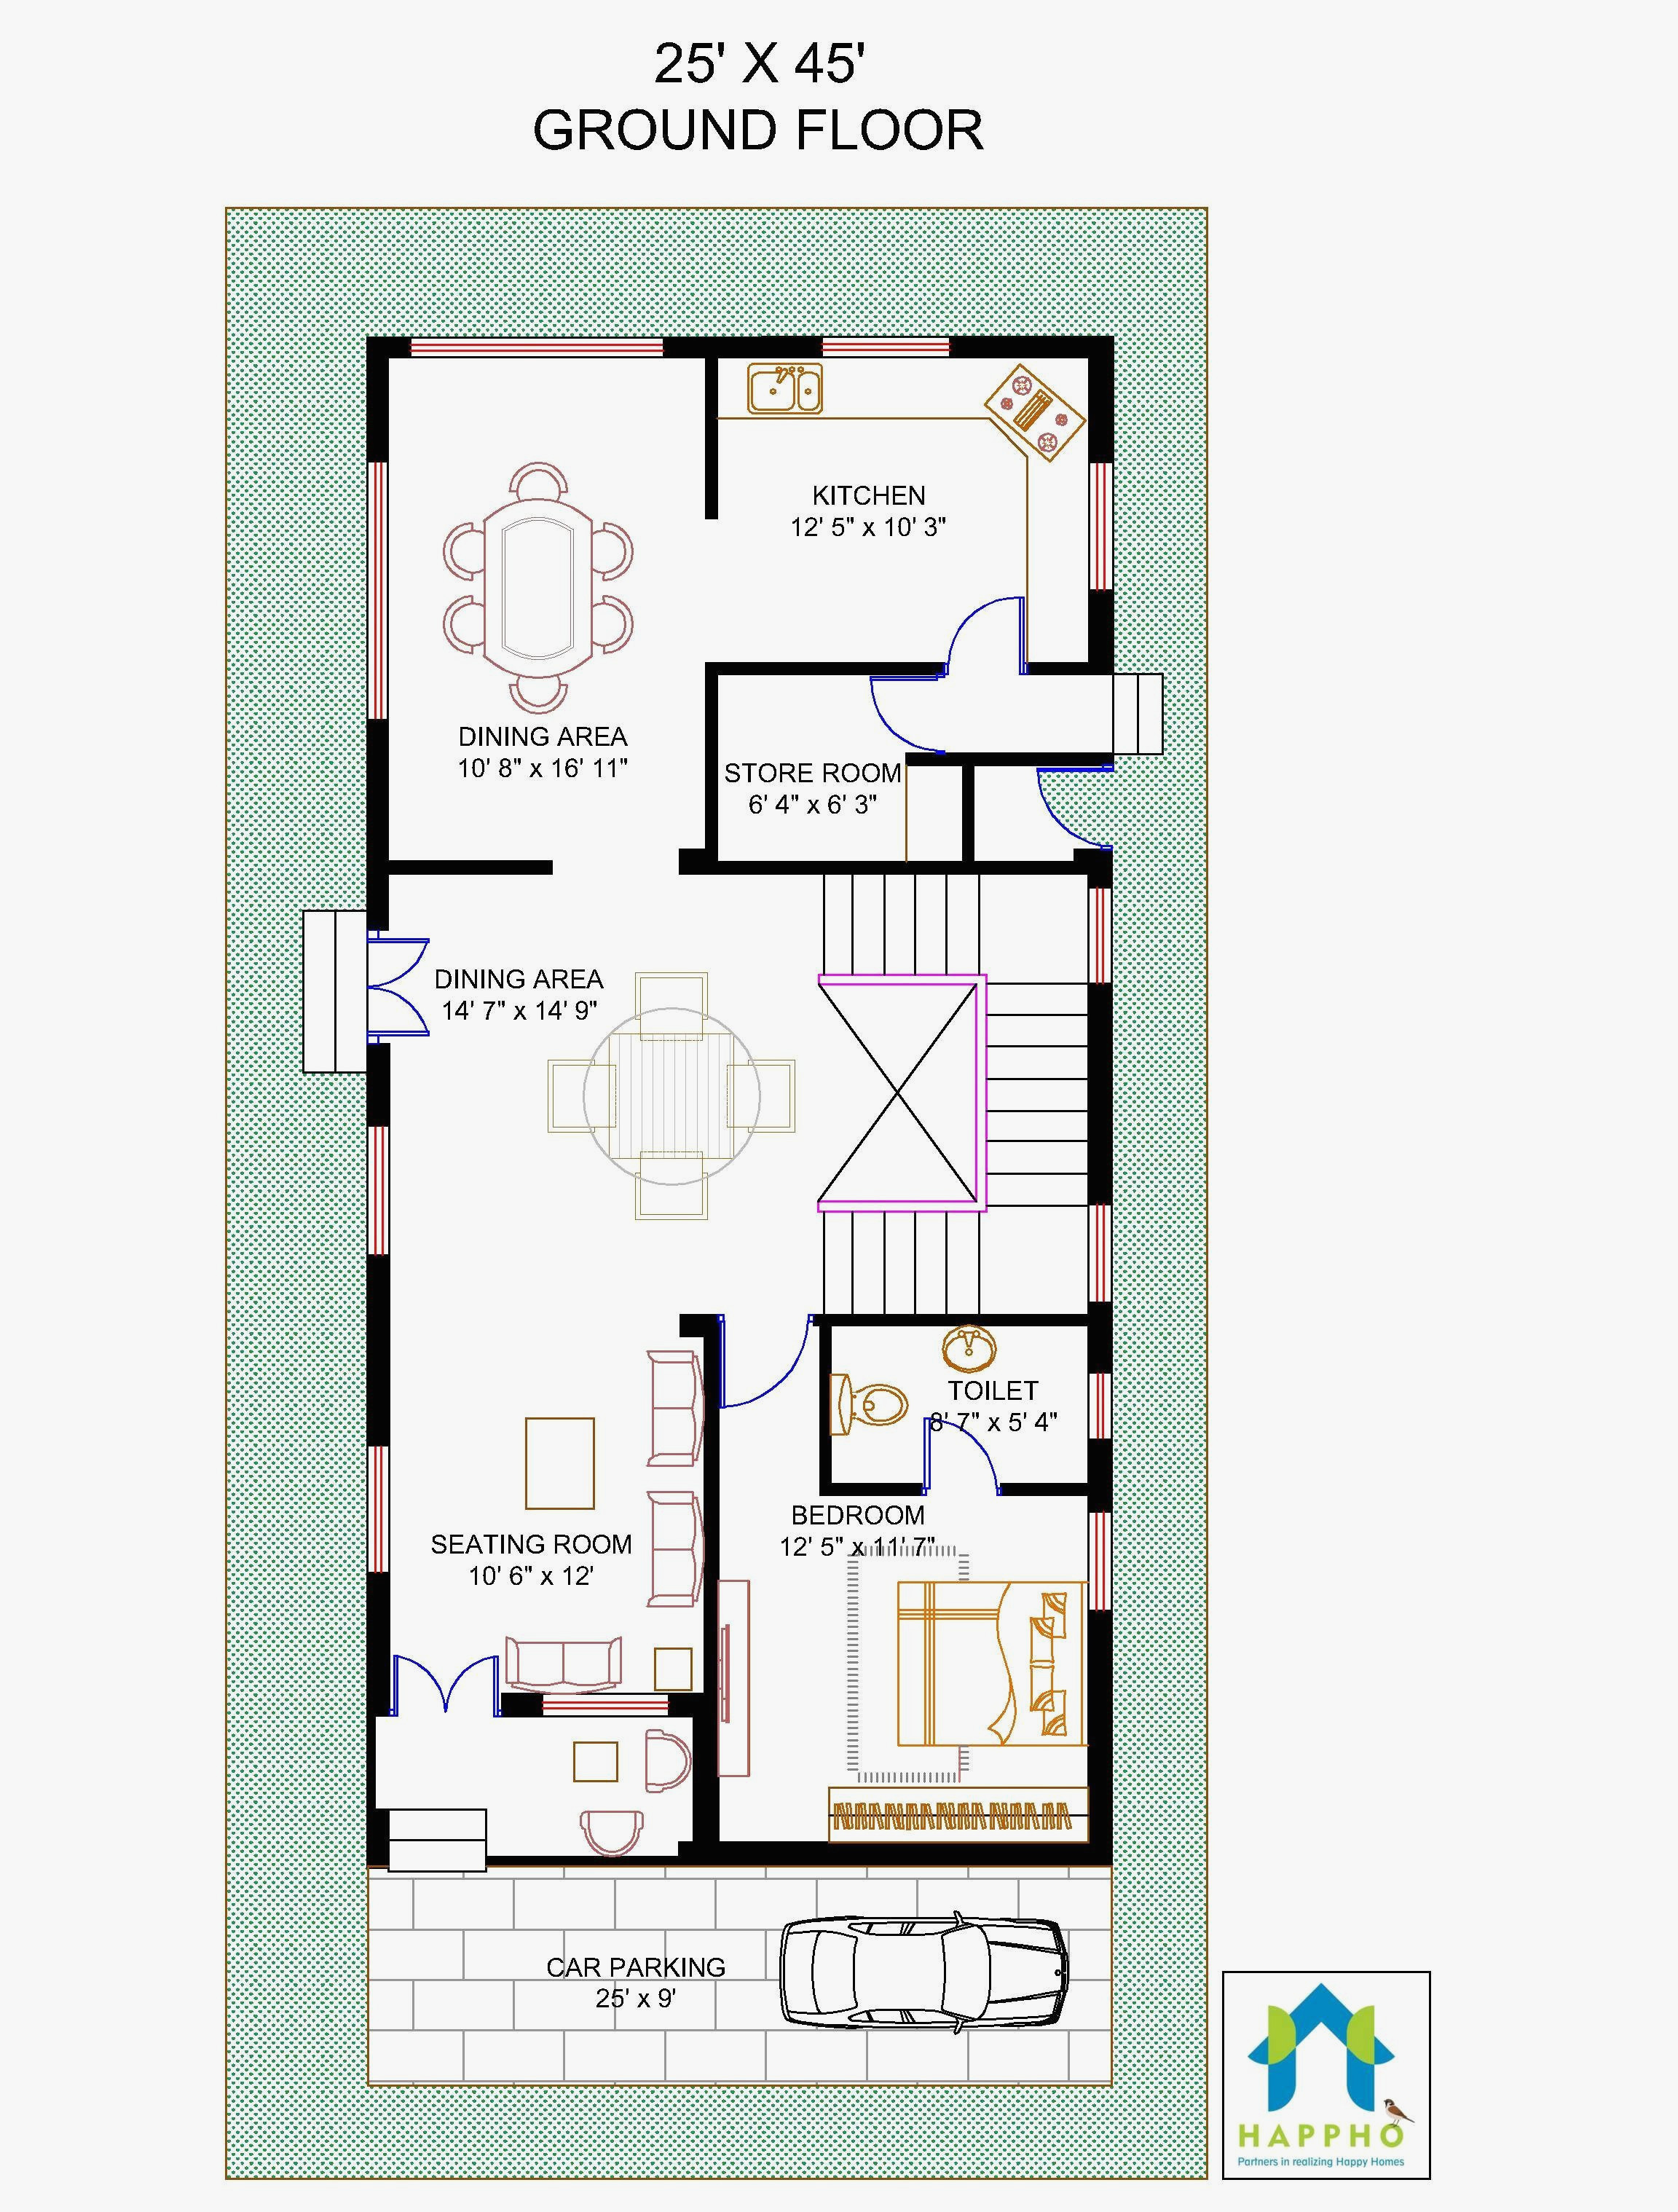 25' X 45'
GROUND FLOOR
KITCHEN
12' 5" x 10' 3"
DINING AREA
10' 8" x 16' 11"
STORE ROOM
6' 4" x 6' 3"
DINING AREA
14' 7" x 14' 9"
TOILET
8' 7" x 5' 4"
BEDROOM
12' 5" x 11' 7"
SEATING ROOM
10' 6" x 12'
CAR PARKING
25' x 9'
HAPPHO
Partners in realizing Happy Homes